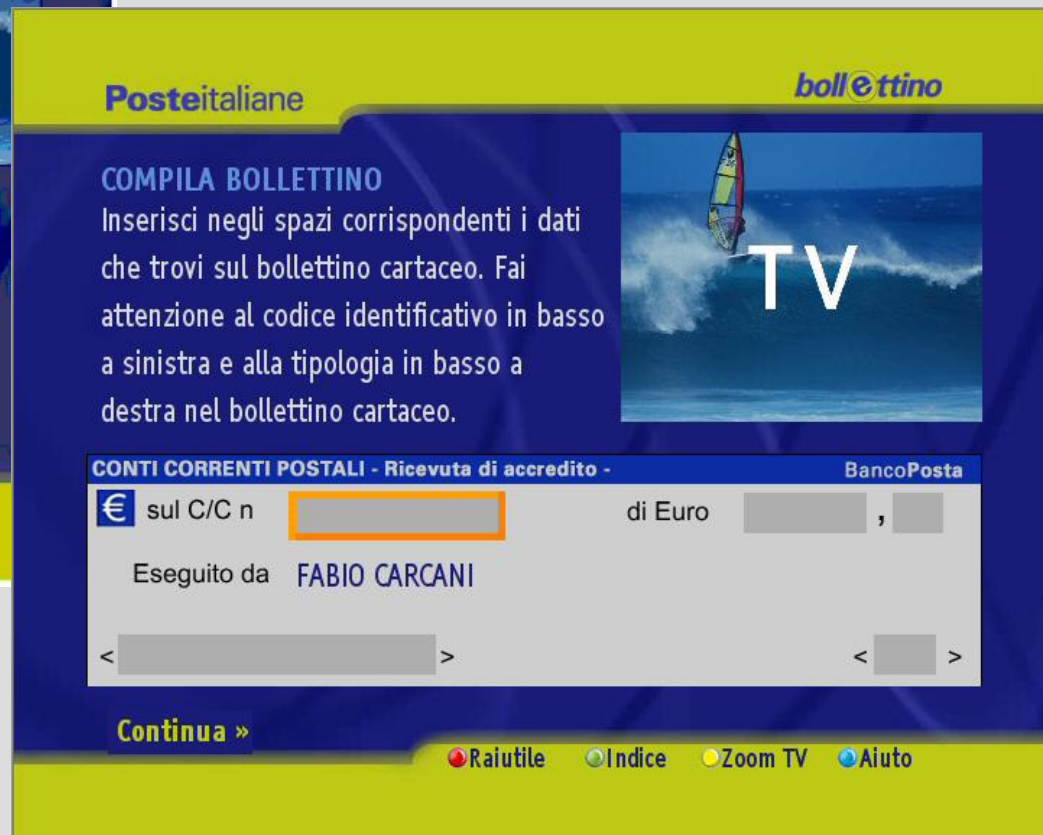 Posteitaliane
bollettino
COMPILA BOLLETTINO
Inserisci negli spazi corrispondenti i dati
che trovi sul bollettino cartaceo. Fai
attenzione al codice identificativo in basso
a sinistra e alla tipologia in basso a
destra nel bollettino cartaceo.
TV
CONTI CORRENTI POSTALI - Ricevuta di accredito - BancoPosta
€ sul C/C n di Euro ,
Eseguito da FABIO CARCANI
< > < >
Continua »
Raiutile Indice Zoom TV Aiuto